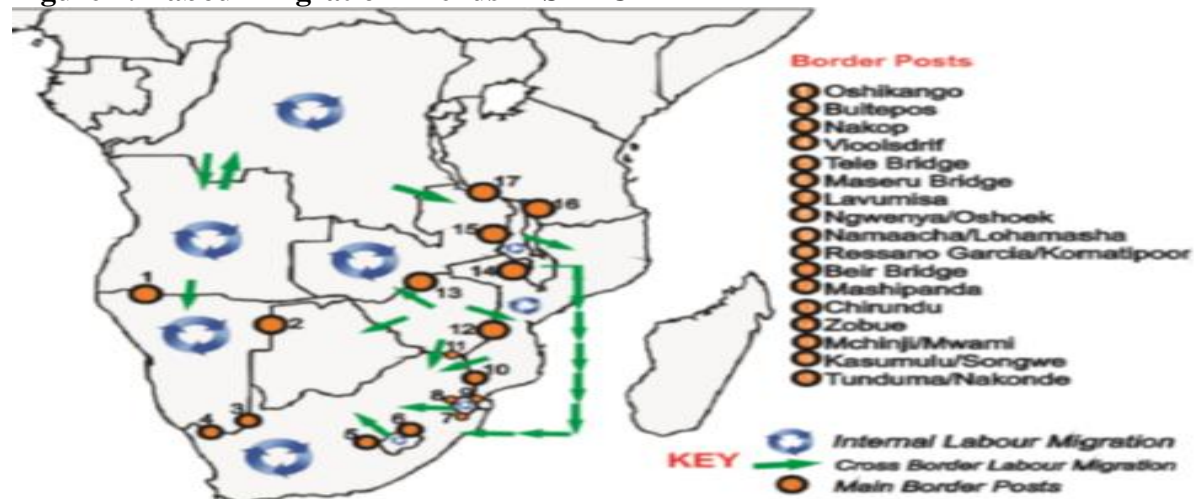 Border Posts
Oshikango
Buitepos
Nakop
Vioolsdrif
Tele Bridge
Maseru Bridge
Lavumisa
Ngwenya/Oshoek
Namaacha/Lohamasha
Ressano Garcia/Komatipoor
Beir Bridge
Mashipanda
Chirundu
Zobue
Mchinji/Mwami
Kasumulu/Songwe
Tunduma/Nakonde
17
16
15
14
1
13
2
12
11
10
9
8
7
3
4
6
5
KEY
Internal Labour Migration
Cross Border Labour Migration
Main Border Posts